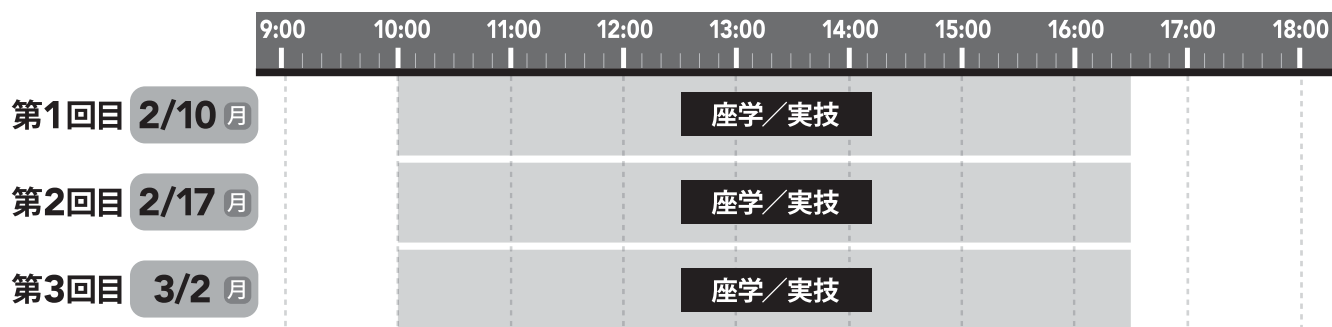 9:00 10:00 11:00 12:00 13:00 14:00 15:00 16:00 17:00 18:00
第1回目 2/10 月 座学／実技
第2回目 2/17 月 座学／実技
第3回目 3/2 月 座学／実技